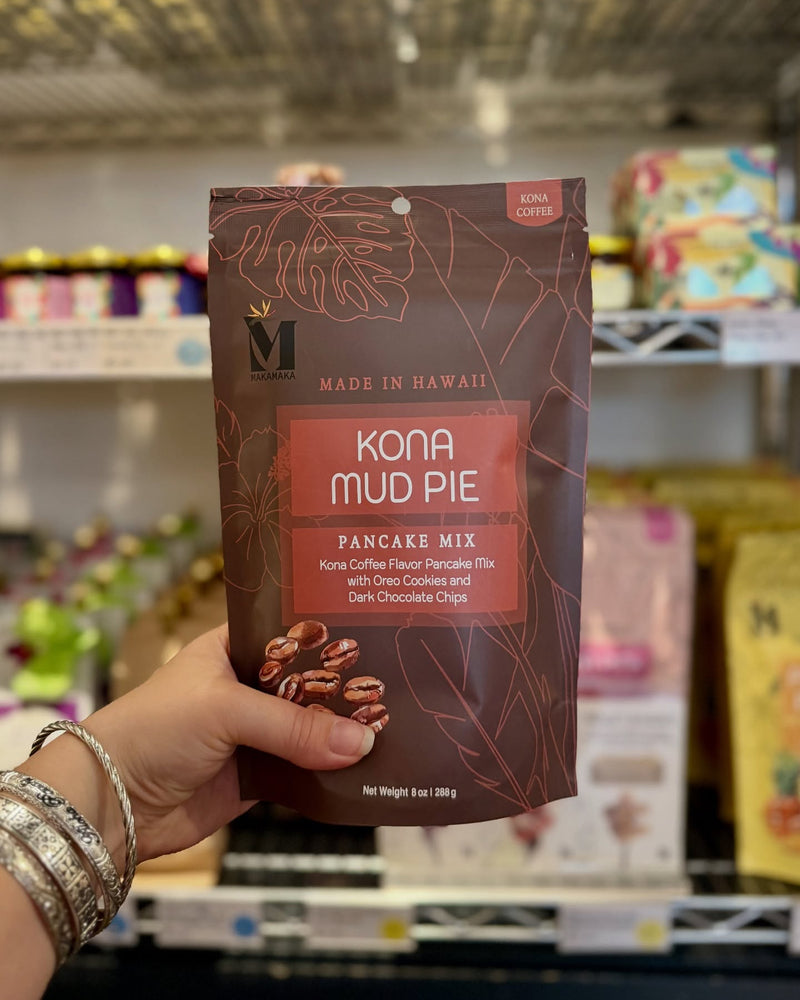 KONA
COFFEE
M
MAKAMAKA
MADE IN HAWAII
KONA
MUD PIE
PANCAKE MIX
Kona Coffee Flavor Pancake Mix
with Oreo Cookies and
Dark Chocolate Chips
Net Weight 8 oz | 288g